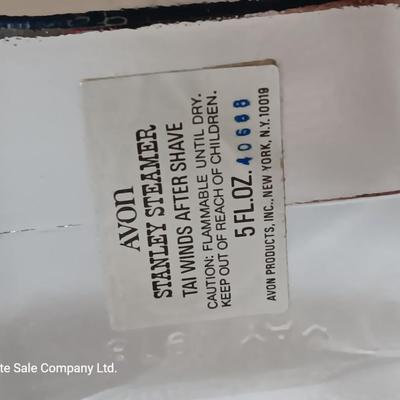 AVON
STANLEY STEAMER
TAI WINDS AFTER SHAVE
CAUTION: FLAMMABLE UNTIL DRY.
KEEP OUT OF REACH OF CHILDREN.
5 FL.OZ. 40688
AVON PRODUCTS, INC., NEW YORK, N.Y. 10019
te Sale Company Ltd.